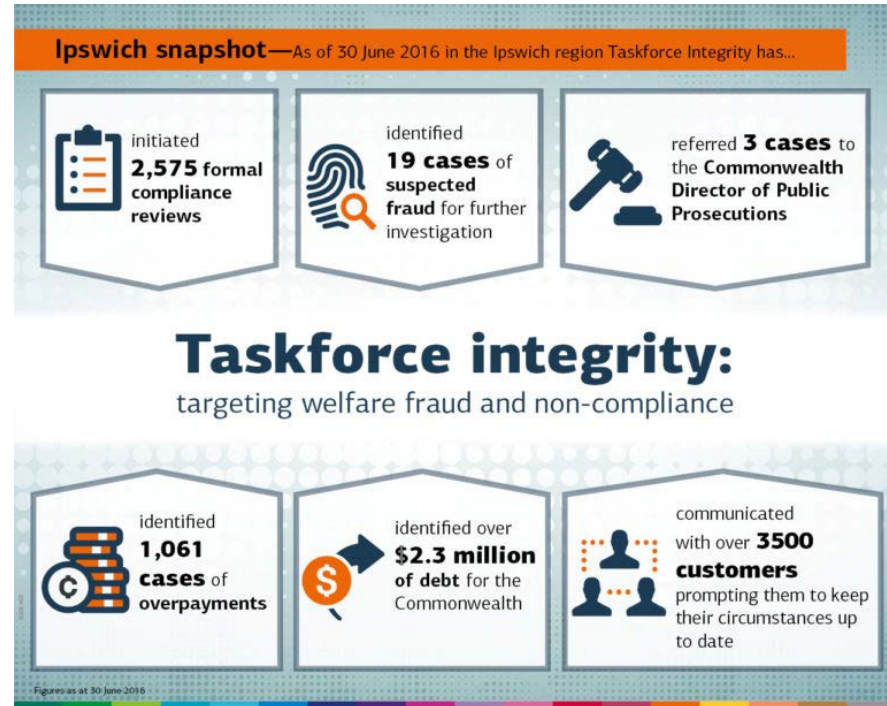 Ipswich snapshot—As of 30 June 2016 in the Ipswich region Taskforce Integrity has...
initiated
2,575 formal
compliance
reviews
identified
19 cases of
suspected
fraud for further
investigation
referred 3 cases to
the Commonwealth
Director of Public
Prosecutions
Taskforce integrity:
targeting welfare fraud and non-compliance
identified
1,061
cases of
overpayments
identified over
$2.3 million
of debt for the
Commonwealth
communicated
with over 3500
customers
prompting them to keep
their circumstances up
to date
Figures as at 30 June 2016